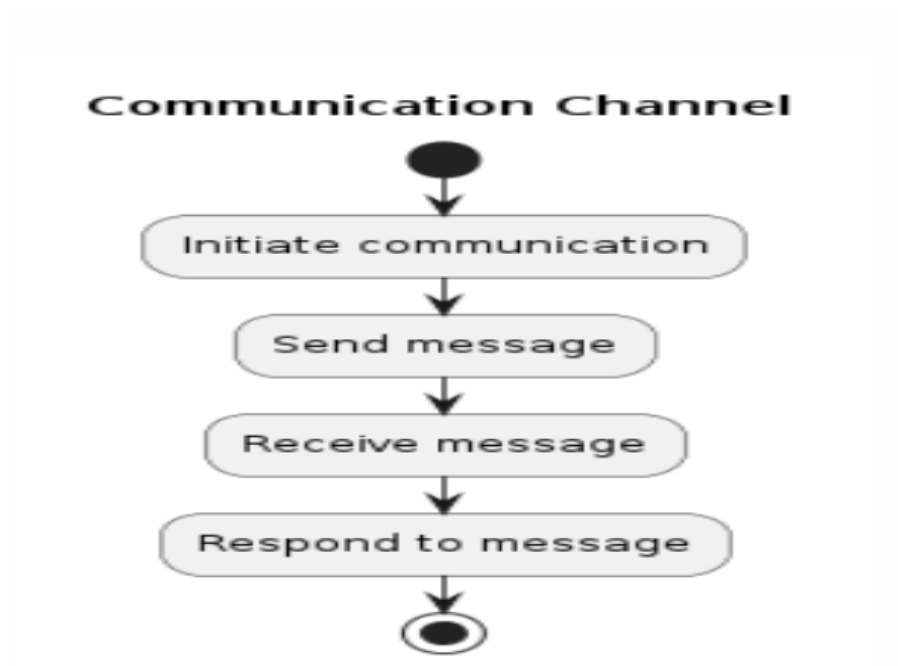 Communication Channel
Initiate communication
Send message
Receive message
Respond to message